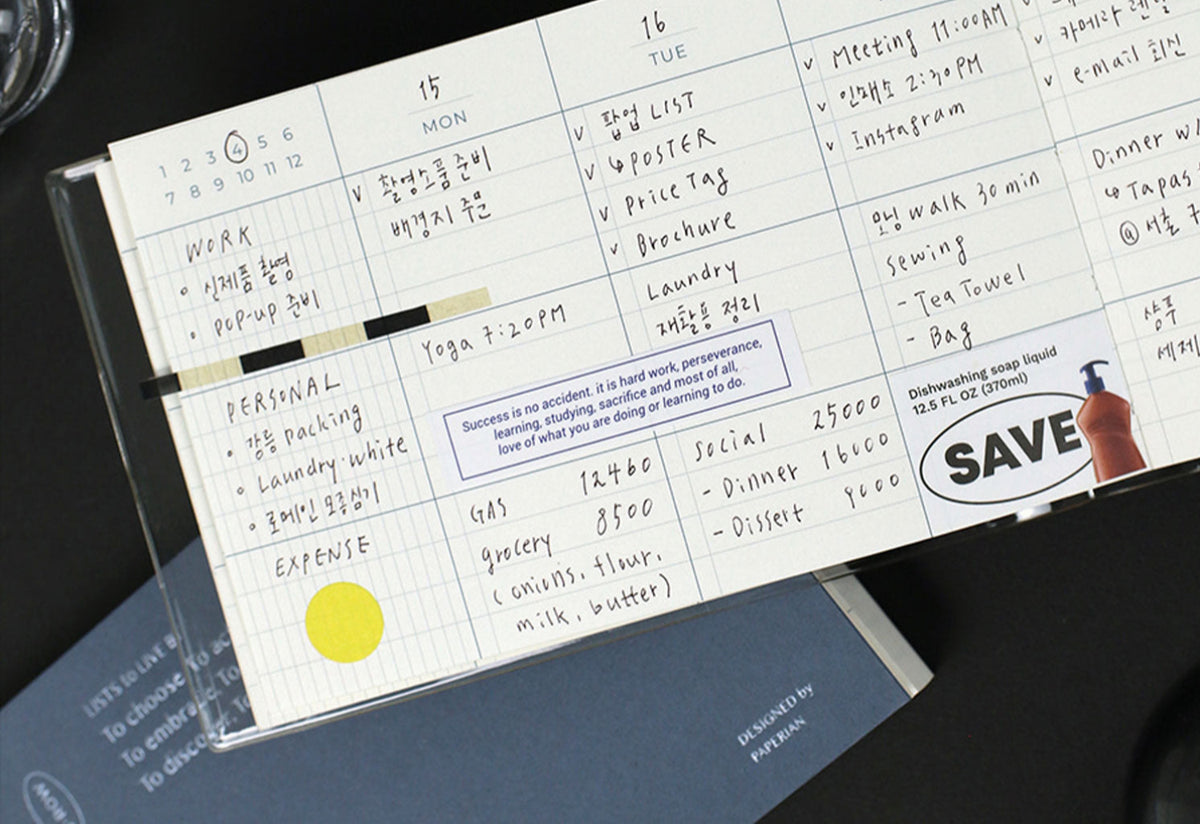 1 2 3 4 5 6
7 8 9 10 11 12
WORK
• 신제품 촬영
• POP-UP 준비
PERSONAL
• 강릉 packing
• Laundry·white
• 로메인 모종심기
EXPENSE
15
MON
v 촬영소품 준비
배경지 주문
Yoga 7:20PM
Success is no accident. it is hard work, perseverance,
learning, studying, sacrifice and most of all,
love of what you are doing or learning to do.
GAS 12460
grocery 8500
(onions, flour,
milk, butter)
16
TUE
v 팝업 LIST
v ↳POSTER
v Price Tag
v Brochure
Laundry
재활용 정리
Social 25000
- Dinner 16000
- Dissert 9000
v Meeting 11:00AM
v 인쇄소 2:30PM
v Instagram
모닝 walk 30 min
Sewing
- Tea Towel
- Bag
Dishwashing soap liquid
12.5 FL OZ (370ml)
SAVE
v 카메라 렌탈
v e-mail 회신
Dinner w/
↳ Tapas
@ 서촌
상추
세제
LISTS to LIVE B
To choose. To ac
To embrace. To
To discover. To
DESIGNED by
PAPERIAN